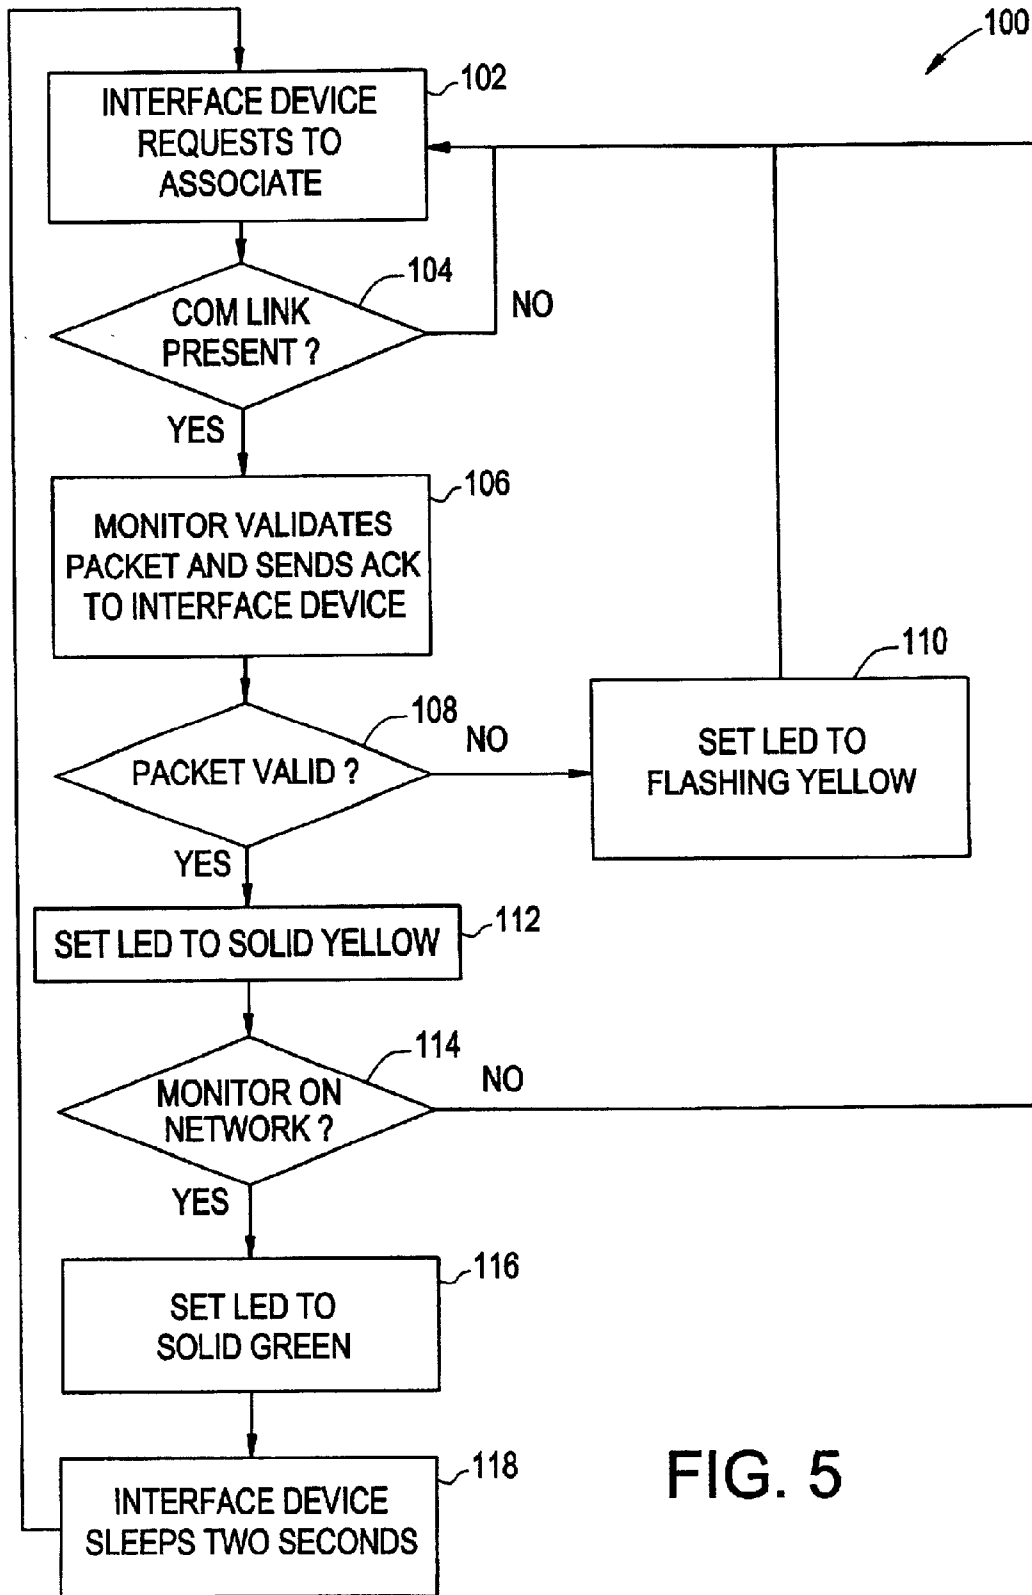 100
102
INTERFACE DEVICE
REQUESTS TO
ASSOCIATE
104
COM LINK
PRESENT ?
NO
YES
106
MONITOR VALIDATES
PACKET AND SENDS ACK
TO INTERFACE DEVICE
108
PACKET VALID ?
NO
110
SET LED TO
FLASHING YELLOW
YES
112
SET LED TO SOLID YELLOW
114
MONITOR ON
NETWORK ?
NO
YES
116
SET LED TO
SOLID GREEN
118
INTERFACE DEVICE
SLEEPS TWO SECONDS
FIG. 5